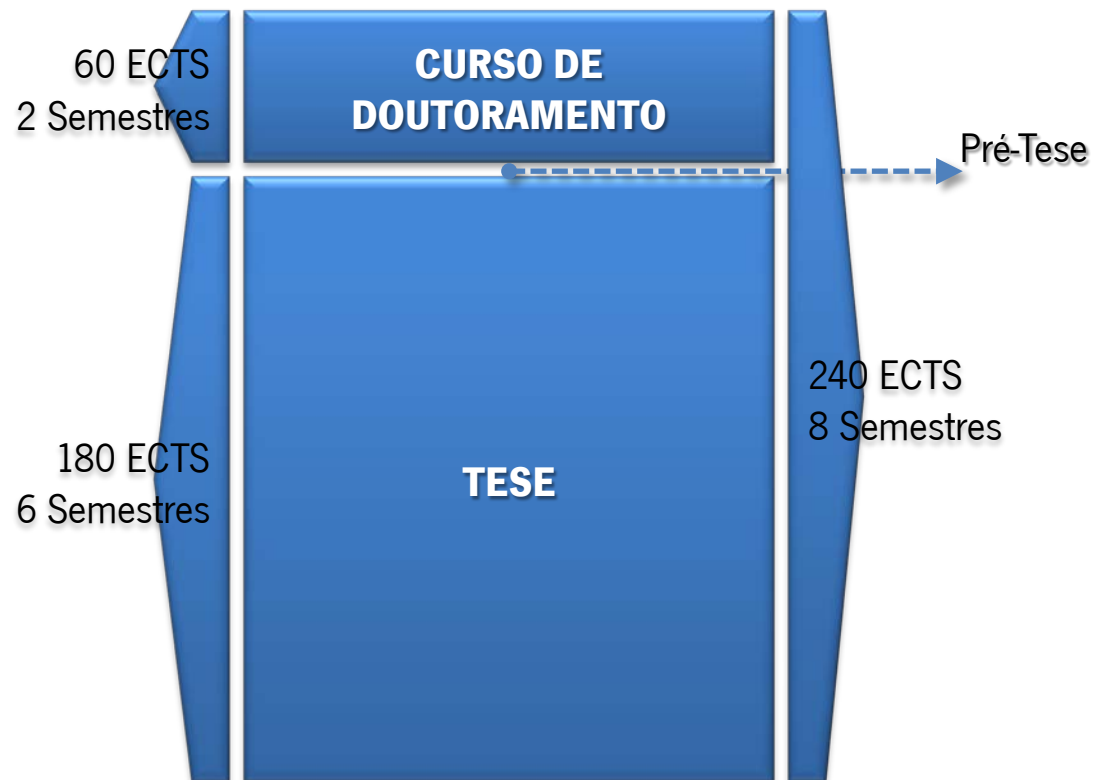 60 ECTS
2 Semestres
CURSO DE
DOUTORAMENTO
Pré-Tese
180 ECTS
6 Semestres
TESE
240 ECTS
8 Semestres